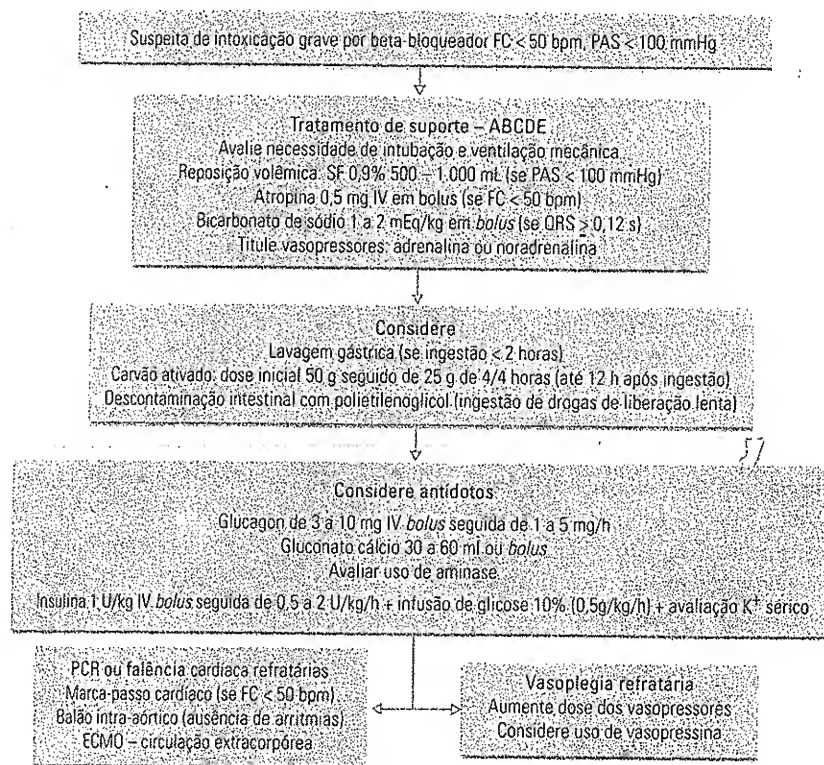 Suspeita de intoxicação grave por beta-bloqueador FC < 50 bpm, PAS < 100 mmHg
Tratamento de suporte – ABCDE
Avalie necessidade de intubação e ventilação mecânica
Reposição volêmica: SF 0,9% 500 – 1.000 mL (se PAS < 100 mmHg)
Atropina 0,5 mg IV em bolus (se FC < 50 bpm)
Bicarbonato de sódio 1 a 2 mEq/kg em bolus (se QRS ≥ 0,12 s)
Titule vasopressores: adrenalina ou noradrenalina
Considere
Lavagem gástrica (se ingestão < 2 horas)
Carvão ativado: dose inicial 50 g seguido de 25 g de 4/4 horas (até 12 h após ingestão)
Descontaminação intestinal com polietilenoglicol (ingestão de drogas de liberação lenta)
Considere antídotos
Glucagon de 3 a 10 mg IV bolus seguida de 1 a 5 mg/h
Gluconato cálcio 30 a 60 ml ou bolus
Avaliar uso de aminase
Insulina 1 U/kg IV bolus seguida de 0,5 a 2 U/kg/h + infusão de glicose 10% (0,5g/kg/h) + avaliação K+ sérico
PCR ou falência cardíaca refratárias
Marca-passo cardíaco (se FC < 50 bpm)
Balão intra-aórtico (ausência de arritmias)
ECMO – circulação extracorpórea
Vasoplegia refratária
Aumente dose dos vasopressores
Considere uso de vasopressina